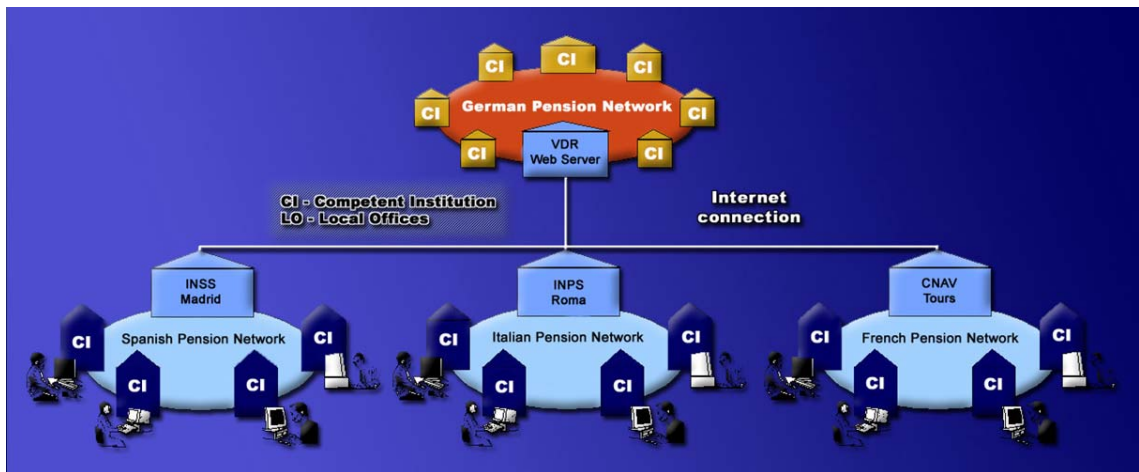 CI
CI
CI
CI
CI
German Pension Network
CI
CI
VDR
Web Server
CI
CI - Competent Institution
LO - Local Offices
Internet
connection
INSS
Madrid
INPS
Roma
CNAV
Tours
CI
Spanish Pension Network
CI
CI
CI
CI
Italian Pension Network
CI
CI
CI
CI
French Pension Network
CI
CI
CI